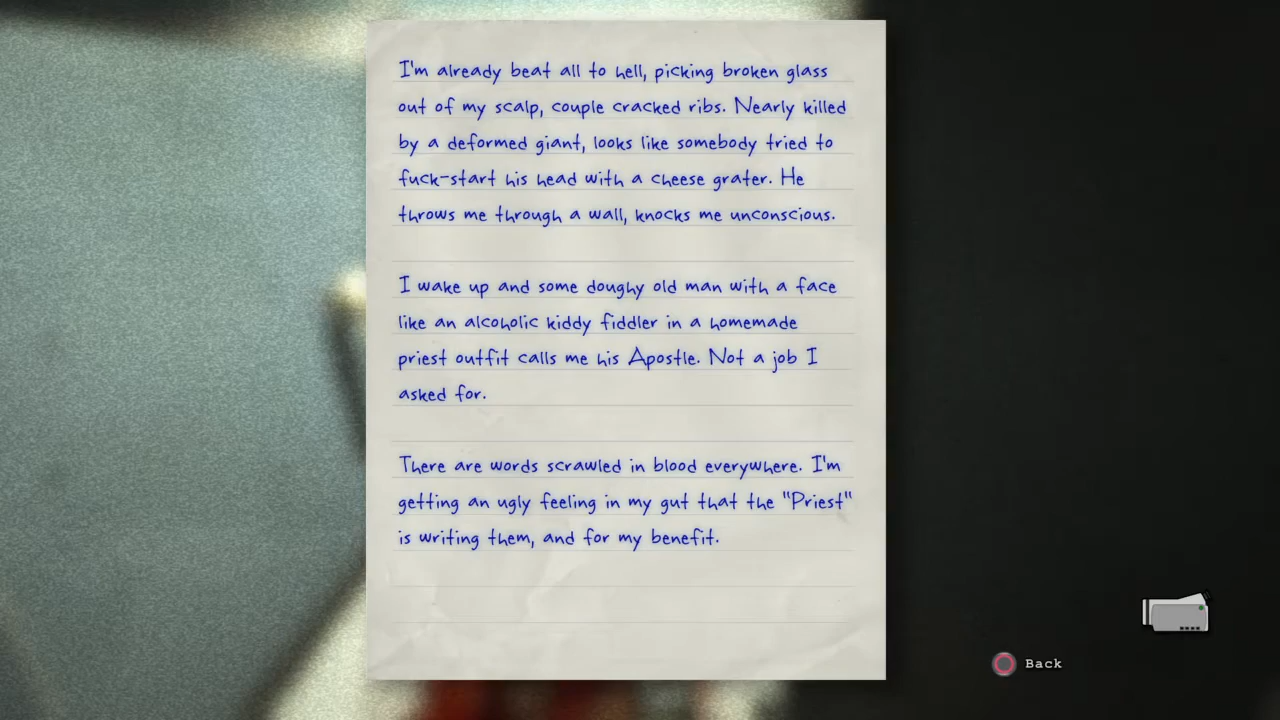 I'm already beat all to hell, picking broken glass
out of my scalp, couple cracked ribs. Nearly killed
by a deformed giant, looks like somebody tried to
fuck-start his head with a cheese grater. He
throws me through a wall, knocks me unconscious.
I wake up and some doughy old man with a face
like an alcoholic kiddy fiddler in a homemade
priest outfit calls me his Apostle. Not a job I
asked for.
There are words scrawled in blood everywhere. I'm
getting an ugly feeling in my gut that the "Priest"
is writing them, and for my benefit.
Back